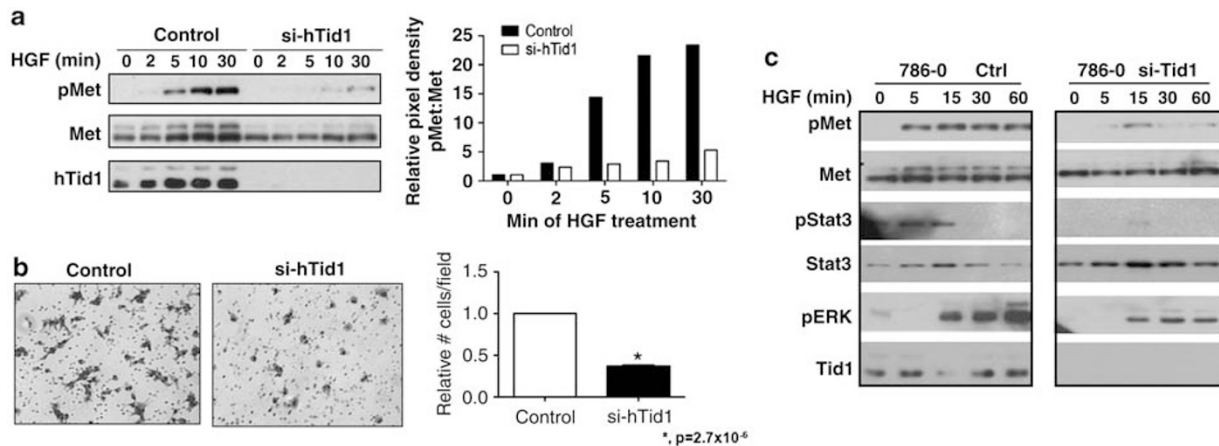 a
Control si-hTid1
HGF (min) 0 2 5 10 30 0 2 5 10 30
pMet
Met
hTid1
Relative pixel density
pMet:Met
25
20
15
10
5
0
Control
si-hTid1
0 2 5 10 30
Min of HGF treatment
b
Control si-hTid1
Relative # cells/field
1.5
1.0
0.5
0.0
*
Control si-hTid1
*, p=2.7x10⁻⁶
c
786-0 Ctrl 786-0 si-Tid1
HGF (min) 0 5 15 30 60 0 5 15 30 60
pMet
Met
pStat3
Stat3
pERK
Tid1